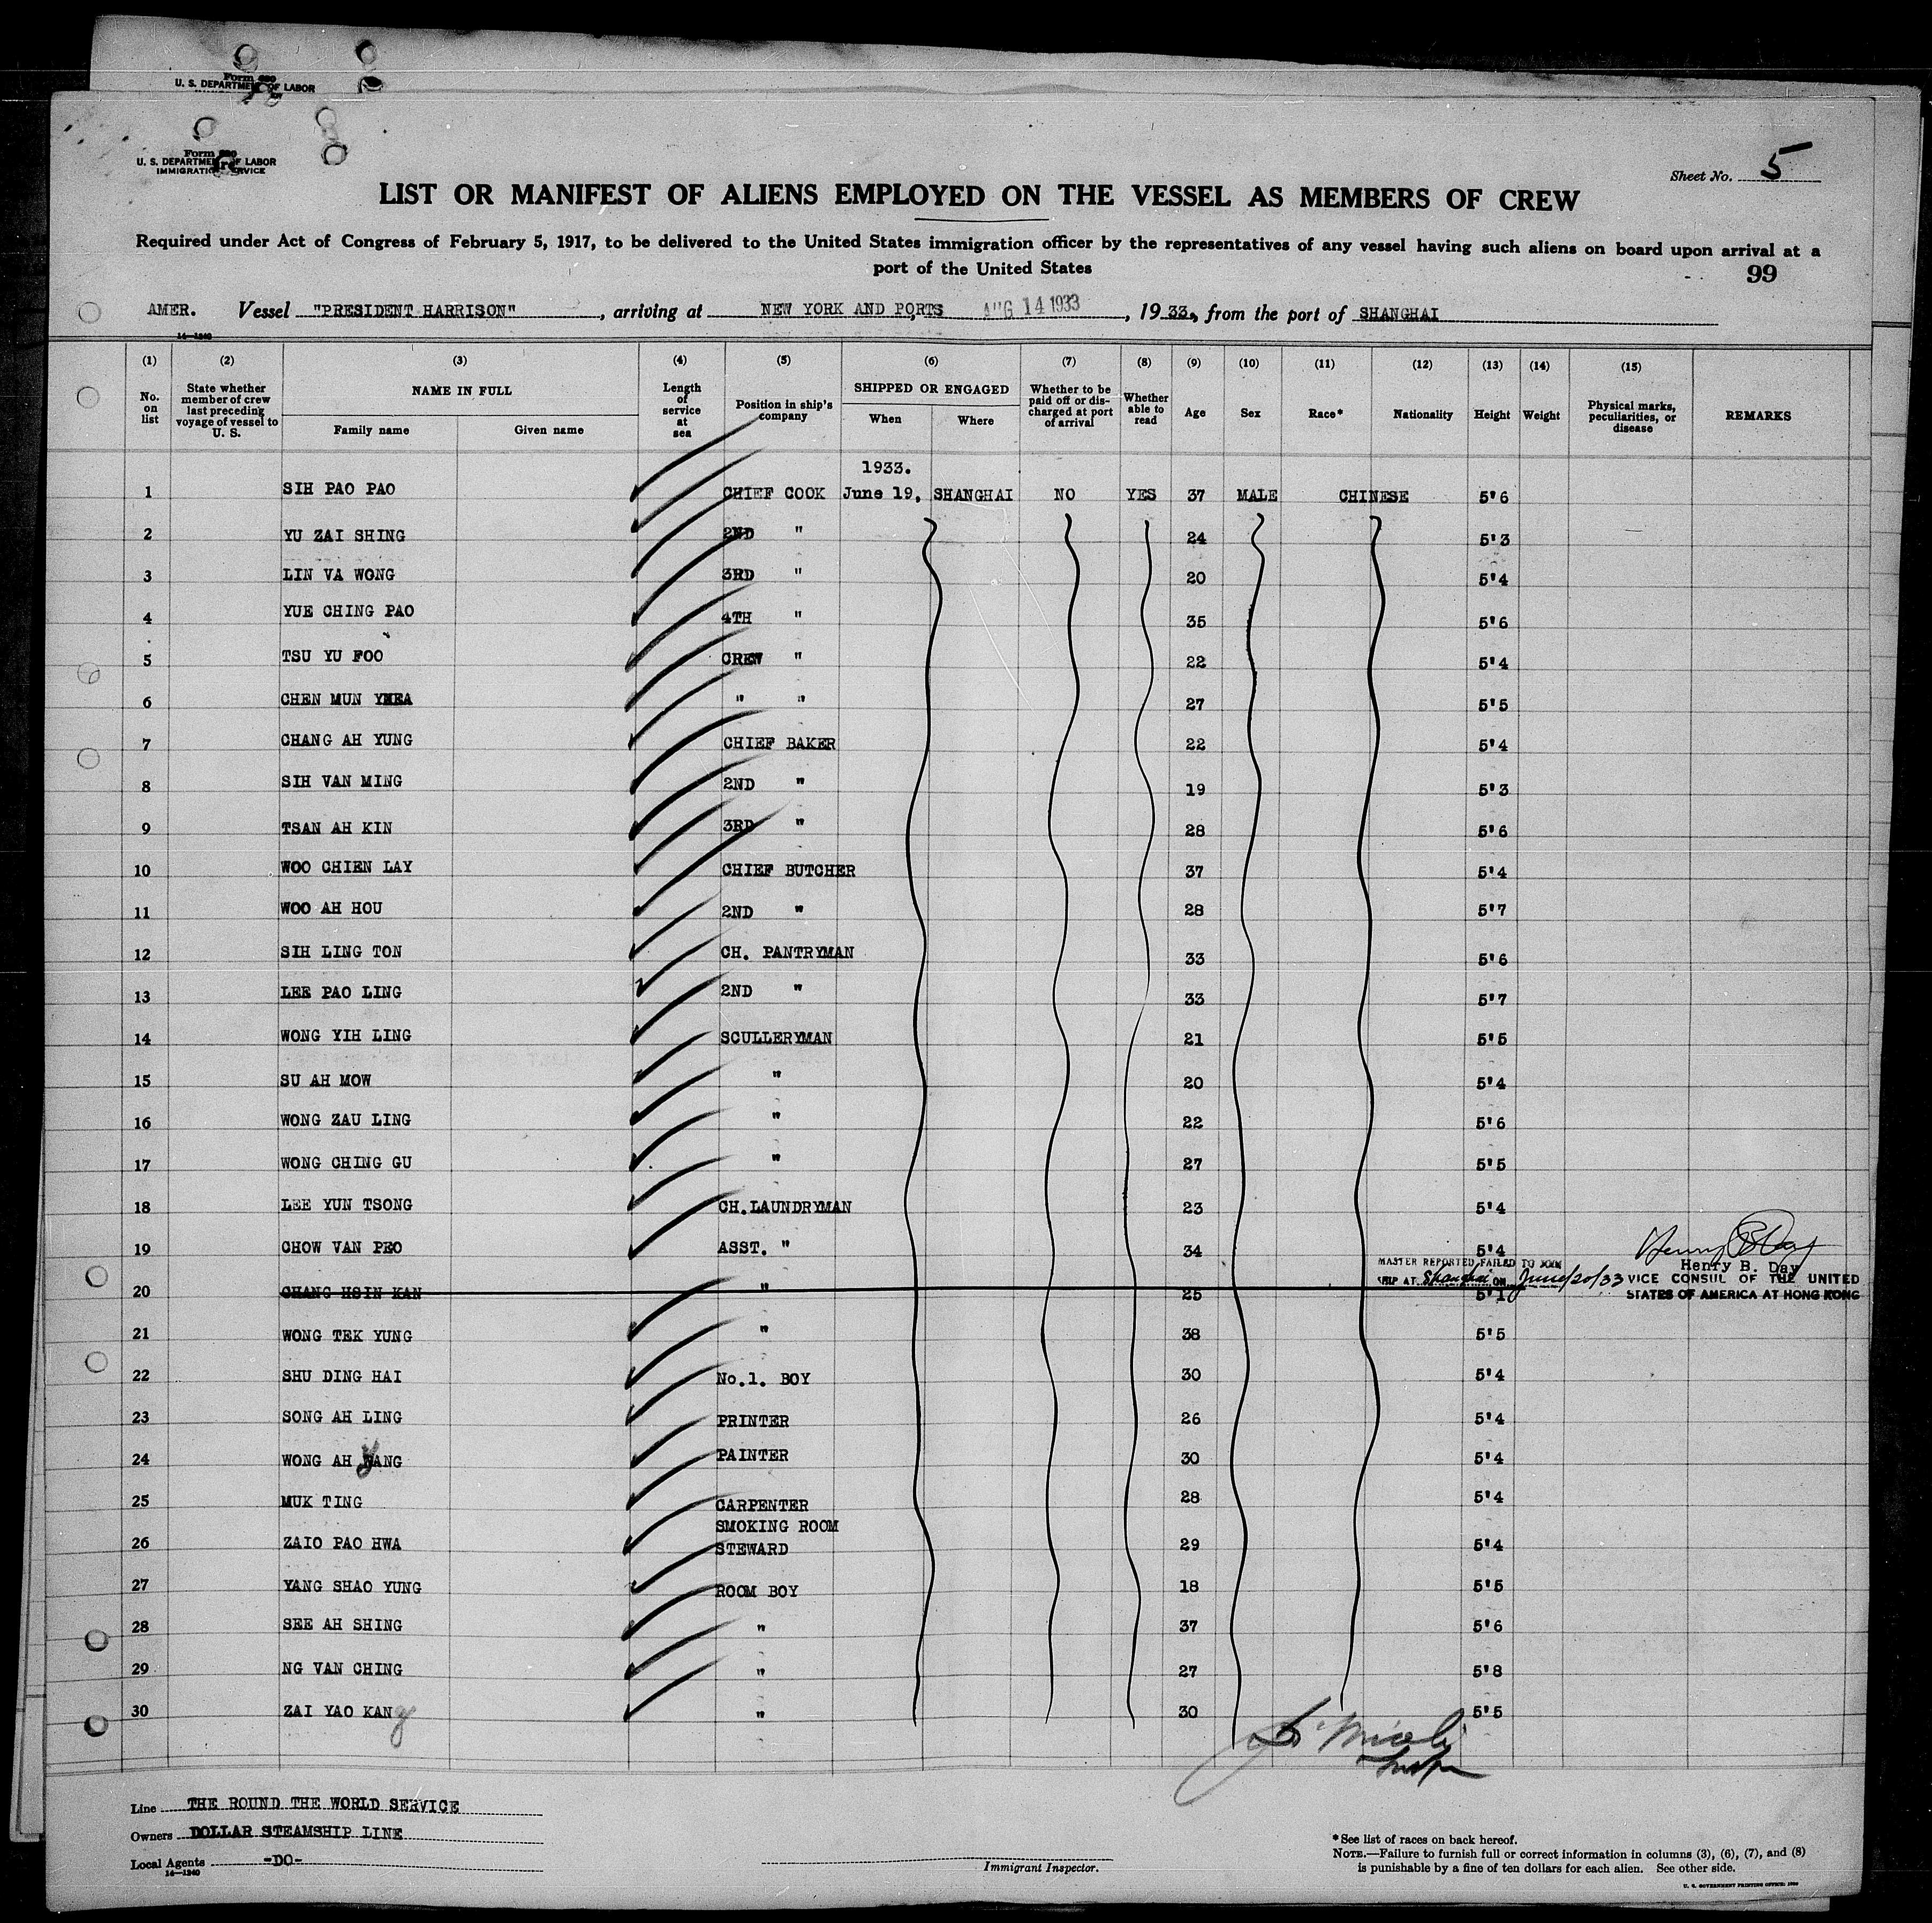 Form 680
U. S. DEPARTMENT OF LABOR
Form 680
U. S. DEPARTMENT OF LABOR
IMMIGRATION SERVICE
Sheet No. 5
LIST OR MANIFEST OF ALIENS EMPLOYED ON THE VESSEL AS MEMBERS OF CREW
Required under Act of Congress of February 5, 1917, to be delivered to the United States immigration officer by the representatives of any vessel having such aliens on board upon arrival at a
port of the United States
99
AMER. Vessel "PRESIDENT HARRISON", arriving at NEW YORK AND PORTS AUG 14 1933, 1933, from the port of SHANGHAI
14—1240
(1) (2) (3) (4) (5) (6) (7) (8) (9) (10) (11) (12) (13) (14) (15)
No. on list State whether member of crew last preceding voyage of vessel to U. S. NAME IN FULL Family name Given name Length of service at sea Position in ship's company SHIPPED OR ENGAGED When Where Whether to be paid off or discharged at port of arrival Whether able to read Age Sex Race* Nationality Height Weight Physical marks, peculiarities, or disease REMARKS
1933.
1 SIH PAO PAO CHIEF COOK June 19, SHANGHAI NO YES 37 MALE CHINESE 5'6
2 YU ZAI SHING 2ND " 24 5'3
3 LIN VA WONG 3RD " 20 5'4
4 YUE CHING PAO 4TH " 35 5'6
5 TSU YU FOO CREW " 22 5'4
6 CHEN MUN " " 27 5'5
7 CHANG AH YUNG CHIEF BAKER 22 5'4
8 SIH VAN MING 2ND " 19 5'3
9 TSAN AH KIN 3RD " 28 5'6
10 WOO CHIEN LAY CHIEF BUTCHER 37 5'4
11 WOO AH HOU 2ND " 28 5'7
12 SIH LING TON CH. PANTRYMAN 33 5'6
13 LEE PAO LING 2ND " 33 5'7
14 WONG YIH LING SCULLERYMAN 21 5'5
15 SU AH MOW " 20 5'4
16 WONG ZAU LING " 22 5'6
17 WONG CHING GU " 27 5'5
18 LEE YUN TSONG CH. LAUNDRYMAN 23 5'4
19 CHOW VAN PEO ASST. " 34 5'4
Henry B Day
MASTER REPORTED FAILED TO Henry B. Day
SHIP AT Shanghai ON June/20/33 VICE CONSUL OF THE UNITED
20 CHANG HSIN KAN " 25 5'1 STATES OF AMERICA AT HONG KONG
21 WONG TEK YUNG " 38 5'5
22 SHU DING HAI No.1. BOY 30 5'4
23 SONG AH LING PRINTER 26 5'4
24 WONG AH YANG PAINTER 30 5'4
25 MUK TING CARPENTER 28 5'4
SMOKING ROOM
26 ZAIO PAO HWA STEWARD 29 5'4
27 YANG SHAO YUNG ROOM BOY 18 5'5
28 SEE AH SHING " 37 5'6
29 NG VAN CHING " 27 5'8
30 ZAI YAO KANg " 30 5'5
Line THE ROUND THE WORLD SERVICE
Owners DOLLAR STEAMSHIP LINE
Local Agents -DO-
14—1240
Immigrant Inspector.
*See list of races on back hereof.
NOTE.—Failure to furnish full or correct information in columns (3), (6), (7), and (8)
is punishable by a fine of ten dollars for each alien. See other side.